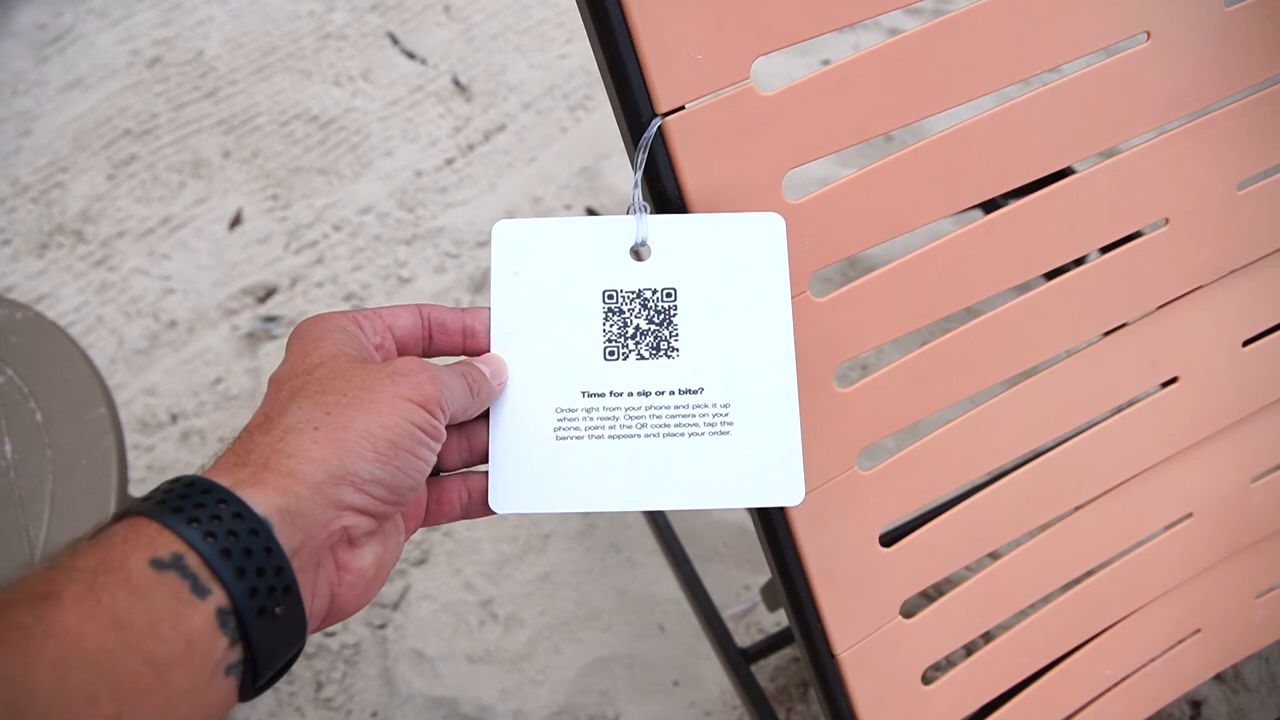 Time for a sip or a bite?
Order right from your phone and pick it up
when it's ready. Open the camera on your
phone, point at the QR code above, tap the
banner that appears and place your order.